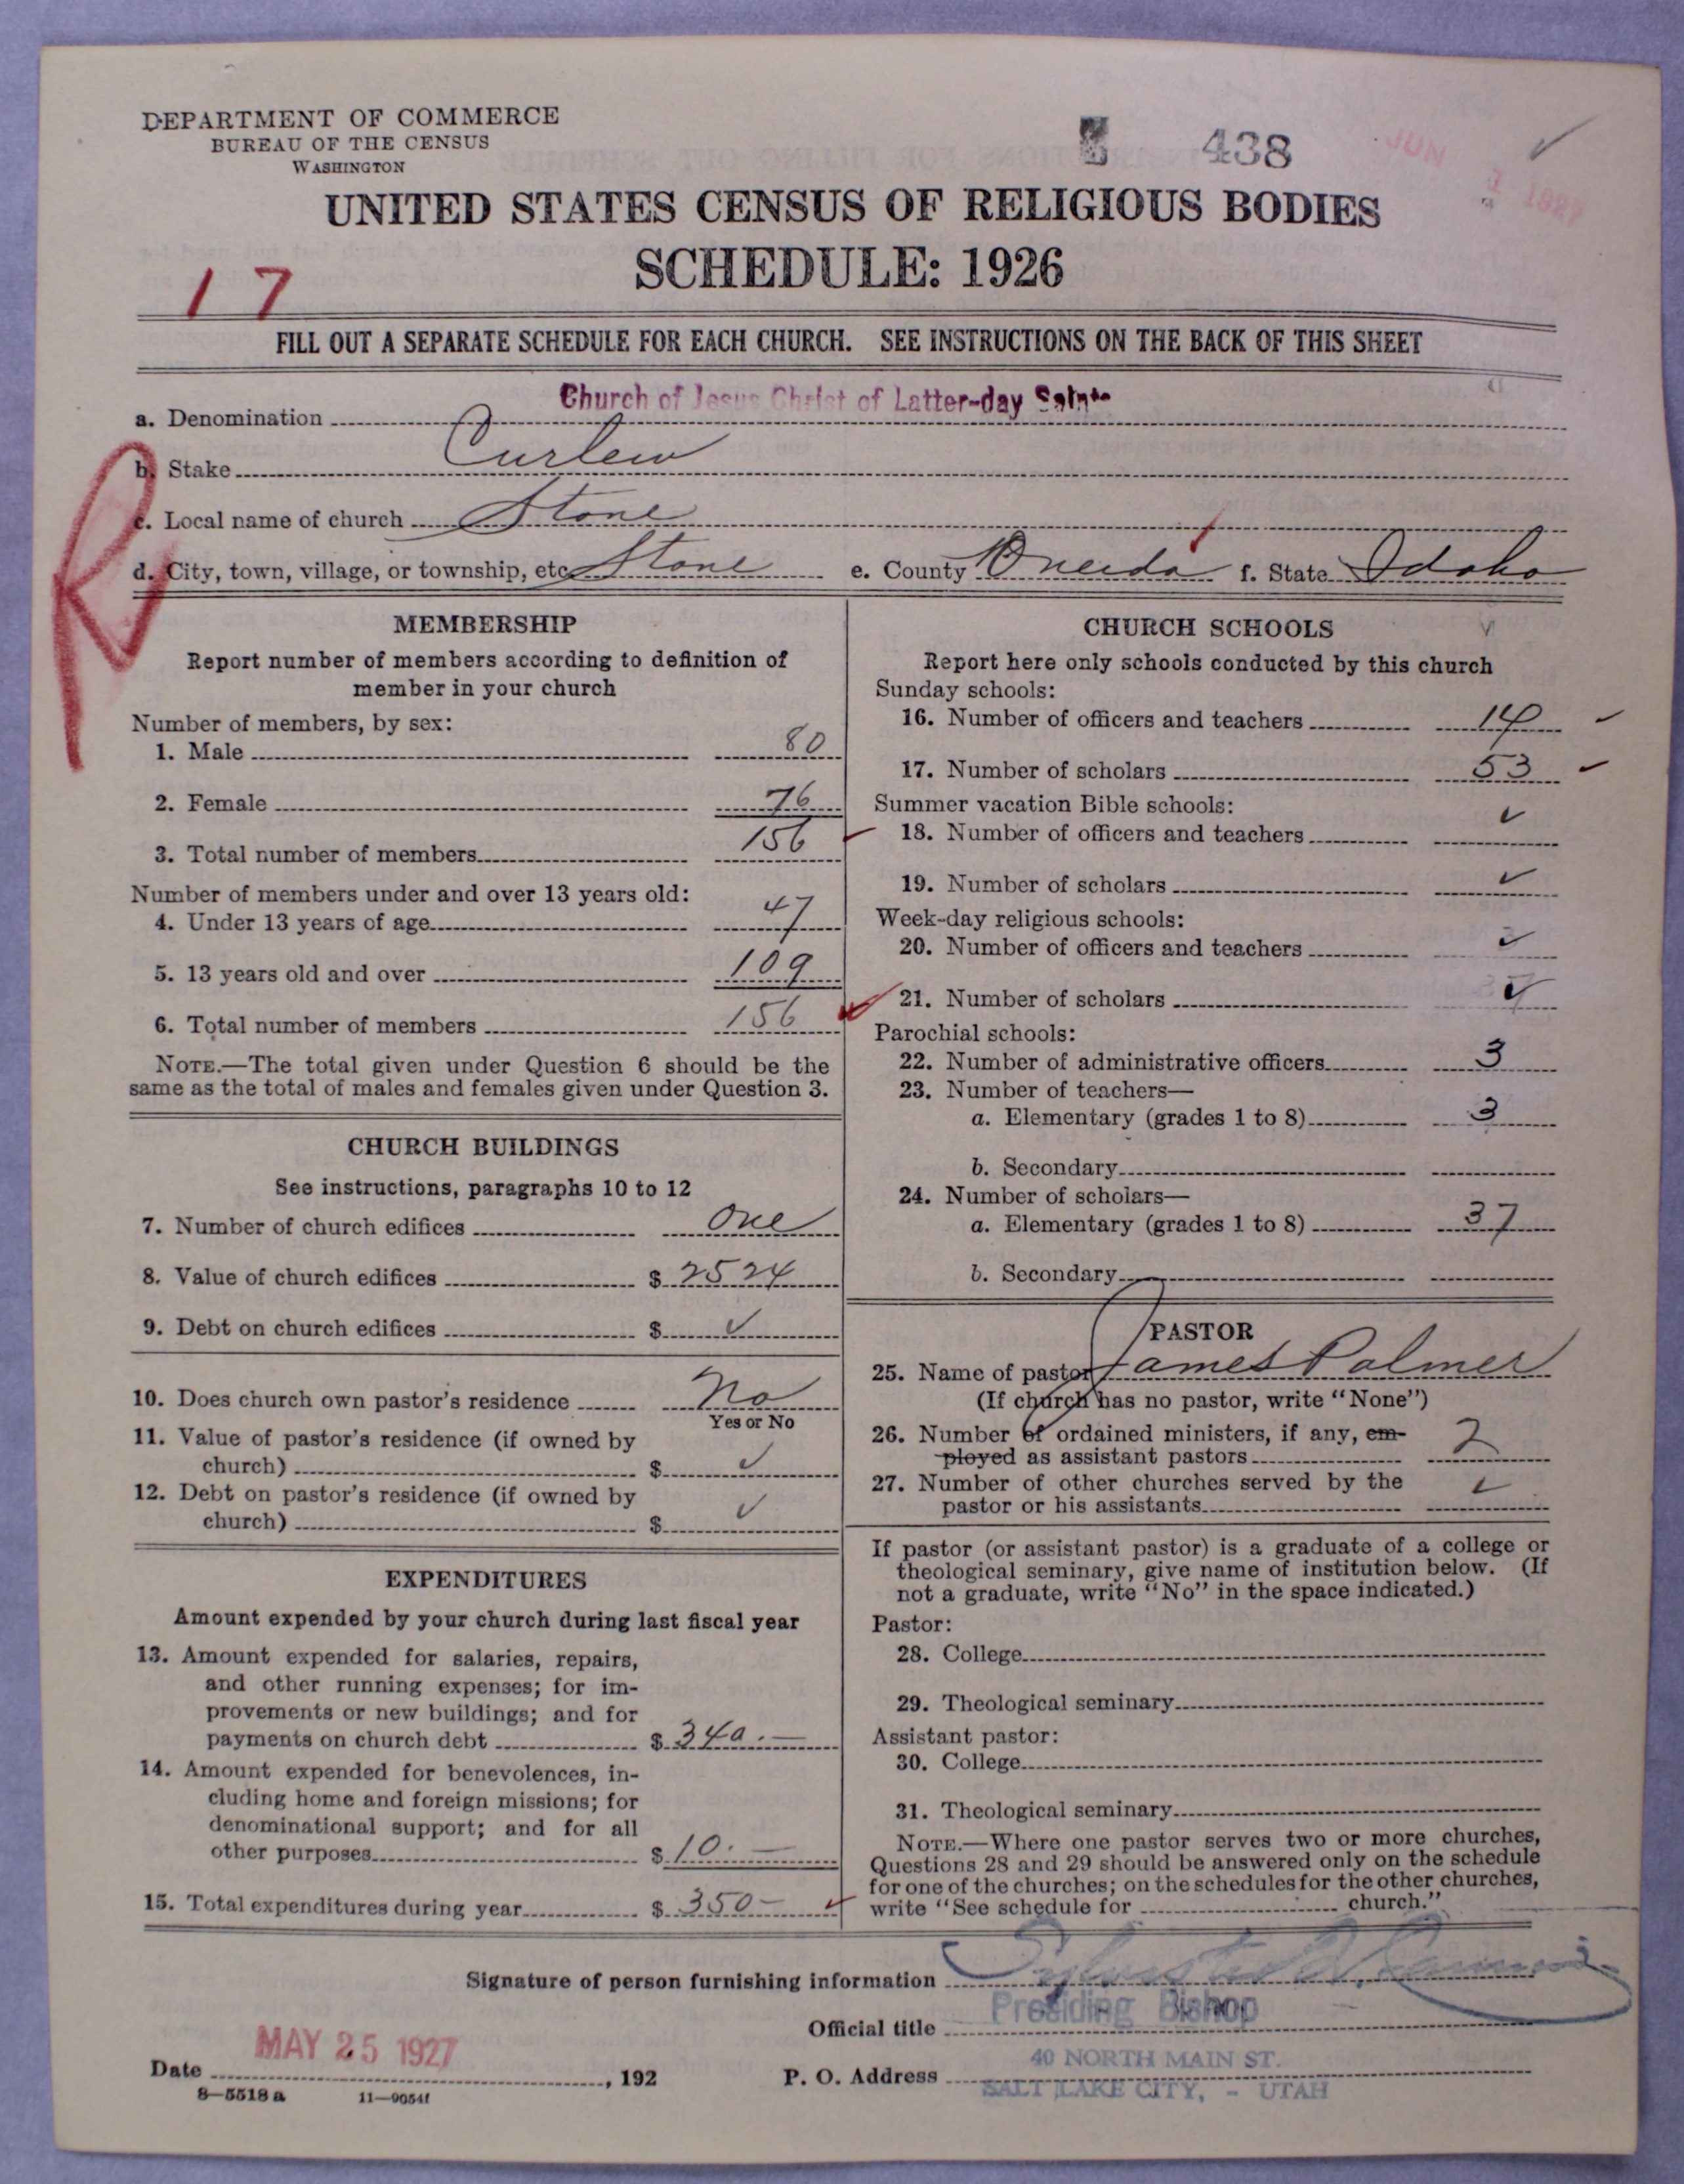 DEPARTMENT OF COMMERCE
BUREAU OF THE CENSUS
WASHINGTON
438
JUN 1927
UNITED STATES CENSUS OF RELIGIOUS BODIES
SCHEDULE: 1926
17
FILL OUT A SEPARATE SCHEDULE FOR EACH CHURCH. SEE INSTRUCTIONS ON THE BACK OF THIS SHEET
R
a. Denomination Church of Jesus Christ of Latter-day Saints
b. Stake Curlew
c. Local name of church Stone
d. City, town, village, or township, etc. Stone e. County Oneida f. State Idaho
MEMBERSHIP
Report number of members according to definition of
member in your church
Number of members, by sex:
1. Male 80
2. Female 76
3. Total number of members 156
Number of members under and over 13 years old:
4. Under 13 years of age 47
5. 13 years old and over 109
6. Total number of members 156
NOTE.—The total given under Question 6 should be the
same as the total of males and females given under Question 3.
CHURCH BUILDINGS
See instructions, paragraphs 10 to 12
7. Number of church edifices One
8. Value of church edifices $ 2524
9. Debt on church edifices $ ✓
10. Does church own pastor's residence No
Yes or No
11. Value of pastor's residence (if owned by
church) $ ✓
12. Debt on pastor's residence (if owned by
church) $ ✓
EXPENDITURES
Amount expended by your church during last fiscal year
13. Amount expended for salaries, repairs,
and other running expenses; for im-
provements or new buildings; and for
payments on church debt $ 340.—
14. Amount expended for benevolences, in-
cluding home and foreign missions; for
denominational support; and for all
other purposes $ 10.—
15. Total expenditures during year $ 350—
CHURCH SCHOOLS
Report here only schools conducted by this church
Sunday schools:
16. Number of officers and teachers 14
17. Number of scholars 53
Summer vacation Bible schools:
18. Number of officers and teachers ✓
19. Number of scholars ✓
Week-day religious schools:
20. Number of officers and teachers ✓
21. Number of scholars ✓
Parochial schools:
22. Number of administrative officers 3
23. Number of teachers—
a. Elementary (grades 1 to 8) 3
b. Secondary
24. Number of scholars—
a. Elementary (grades 1 to 8) 37
b. Secondary
PASTOR
25. Name of pastor James Palmer
(If church has no pastor, write "None")
26. Number of ordained ministers, if any, em-
ployed as assistant pastors 2
27. Number of other churches served by the
pastor or his assistants ✓
If pastor (or assistant pastor) is a graduate of a college or
theological seminary, give name of institution below. (If
not a graduate, write "No" in the space indicated.)
Pastor:
28. College
29. Theological seminary
Assistant pastor:
30. College
31. Theological seminary
NOTE.—Where one pastor serves two or more churches,
Questions 28 and 29 should be answered only on the schedule
for one of the churches; on the schedules for the other churches,
write "See schedule for church."
Signature of person furnishing information Sylvester Q. Cannon
Official title Presiding Bishop
Date MAY 25 1927, 192
P. O. Address 40 NORTH MAIN ST.
SALT LAKE CITY, - UTAH
8—5518a 11—9054f